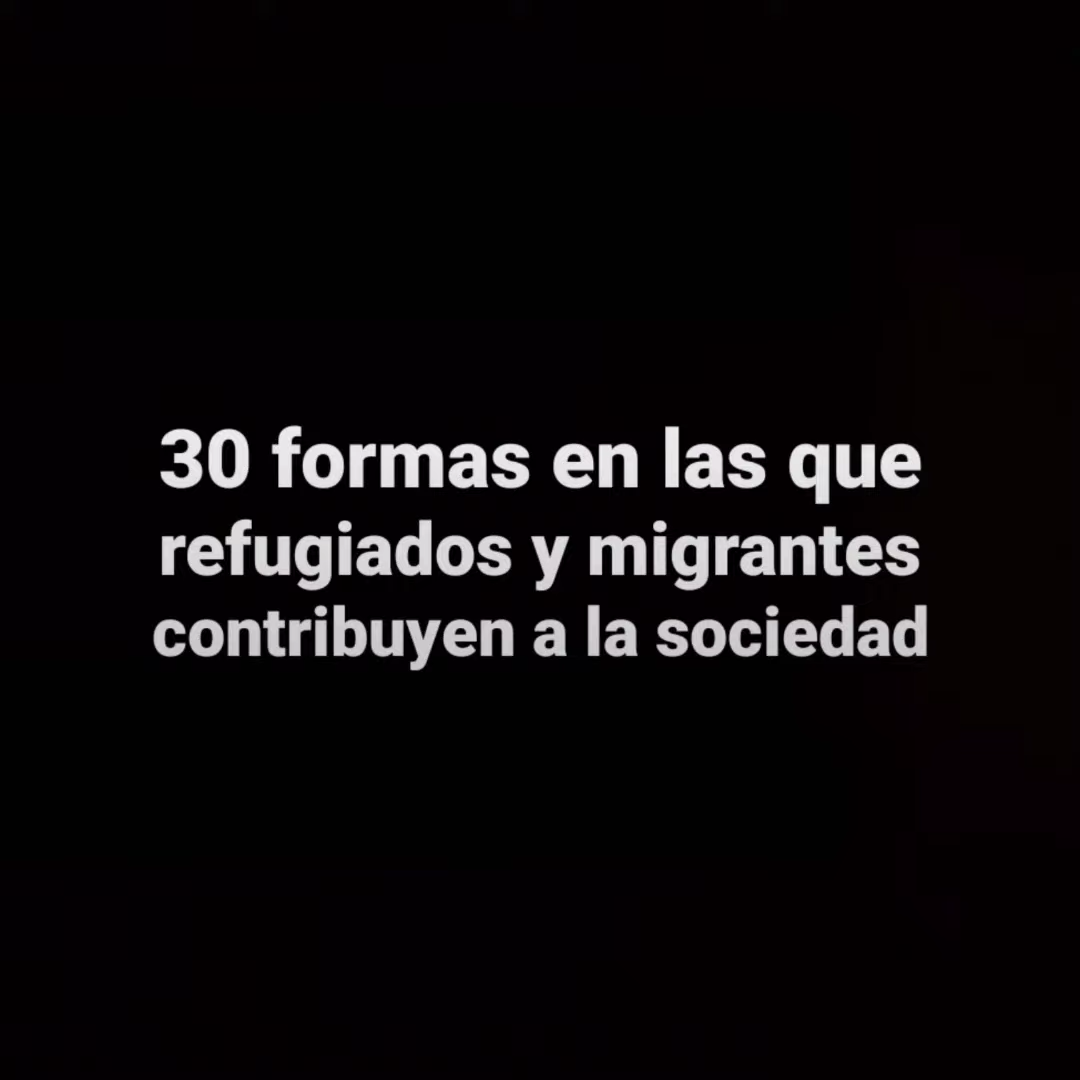 30 formas en las que
refugiados y migrantes
contribuyen a la sociedad